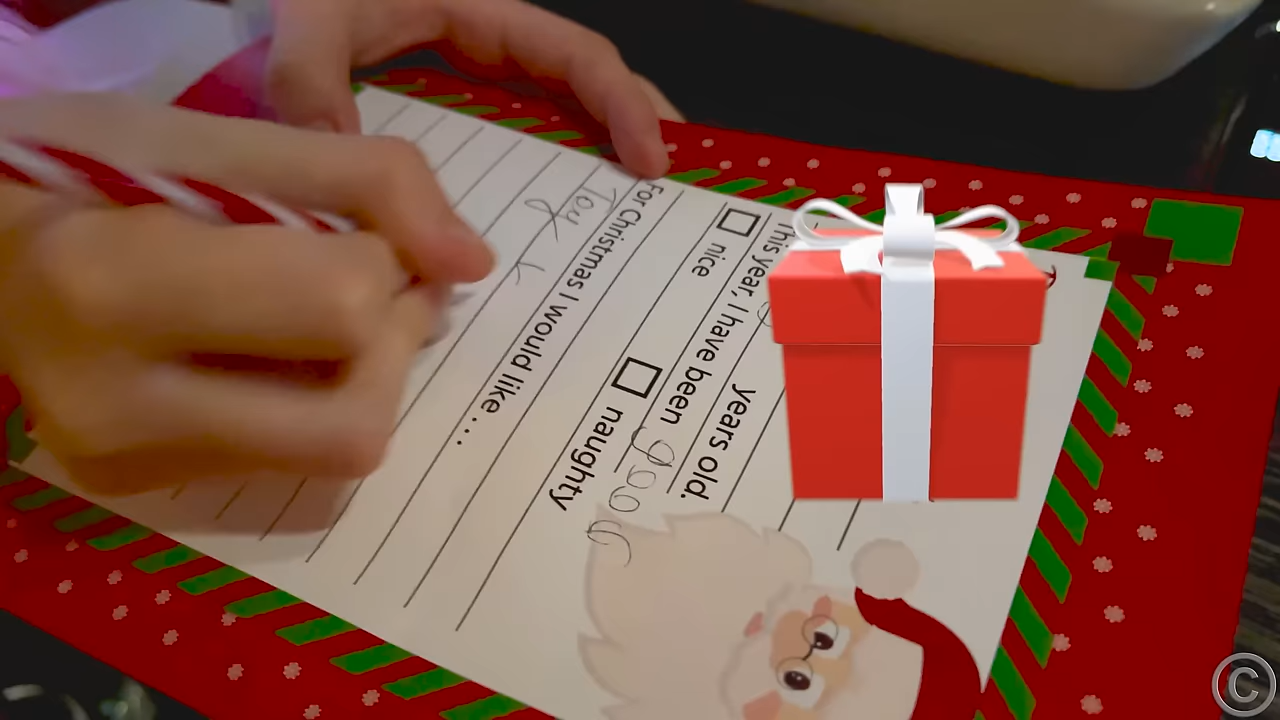 years old.
This year, I have been good
nice
naughty
For Christmas I would like...
Toy
©